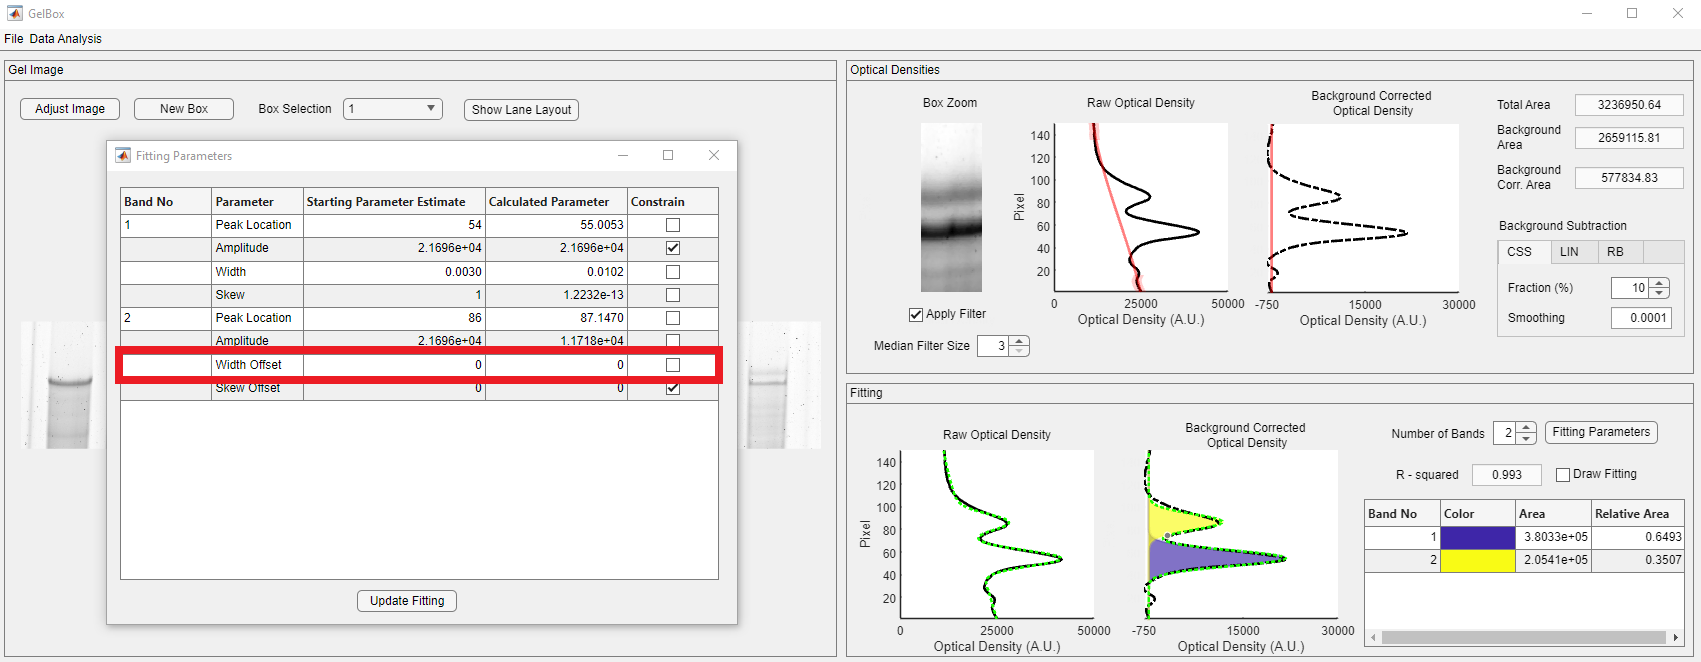 GelBox
File Data Analysis
Gel Image
Adjust Image
New Box
Box Selection
1
Show Lane Layout
Fitting Parameters
Band No Parameter Starting Parameter Estimate Calculated Parameter Constrain
1 Peak Location 54 55.0053
Amplitude 2.1696e+04 2.1696e+04
Width 0.0030 0.0102
Skew 1 1.2232e-13
2 Peak Location 86 87.1470
Amplitude 2.1696e+04 1.1718e+04
Width Offset 0 0
Skew Offset 0 0
Update Fitting
Optical Densities
Box Zoom
Apply Filter
Median Filter Size 3
Raw Optical Density
140
120
100
80
60
40
20
Pixel
0 25000 50000
Optical Density (A.U.)
Background Corrected
Optical Density
-750 15000 30000
Optical Density (A.U.)
Total Area 3236950.64
Background
Area
2659115.81
Background
Corr. Area
577834.83
Background Subtraction
CSS LIN RB
Fraction (%) 10
Smoothing 0.0001
Fitting
Raw Optical Density
140
120
100
80
60
40
20
Pixel
0 25000 50000
Optical Density (A.U.)
Background Corrected
Optical Density
-750 15000 30000
Optical Density (A.U.)
Number of Bands 2 Fitting Parameters
R - squared 0.993 Draw Fitting
Band No Color Area Relative Area
1 3.8033e+05 0.6493
2 2.0541e+05 0.3507